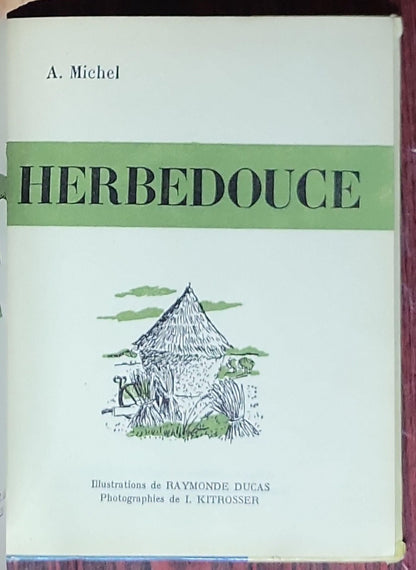 A. Michel
HERBEDOUCE
Illustrations de RAYMONDE DUCAS
Photographies de I. KITROSSER